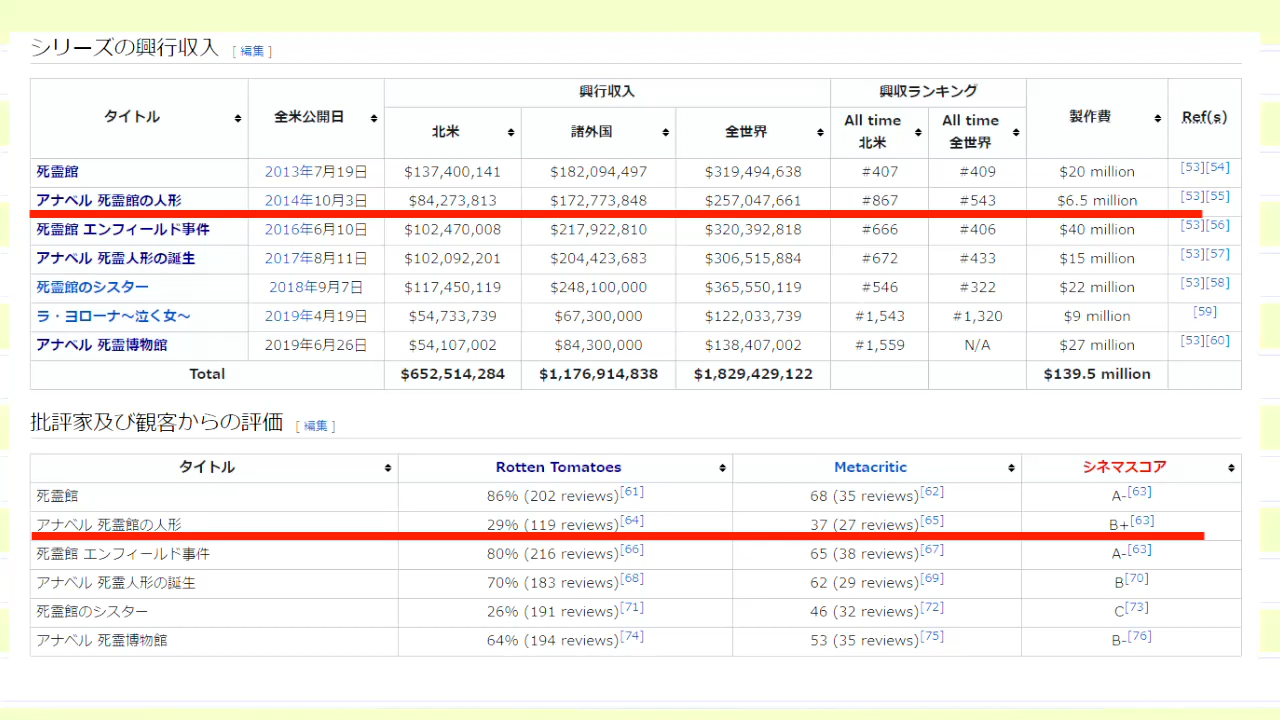 シリーズの興行収入 [ 編集 ]
タイトル 全米公開日 興行収入 興収ランキング 製作費 Ref(s)
北米 諸外国 全世界 All time 北米 All time 全世界
死霊館 2013年7月19日 $137,400,141 $182,094,497 $319,494,638 #407 #409 $20 million [53][54]
アナベル 死霊館の人形 2014年10月3日 $84,273,813 $172,773,848 $257,047,661 #867 #543 $6.5 million [53][55]
死霊館 エンフィールド事件 2016年6月10日 $102,470,008 $217,922,810 $320,392,818 #666 #406 $40 million [53][56]
アナベル 死霊人形の誕生 2017年8月11日 $102,092,201 $204,423,683 $306,515,884 #672 #433 $15 million [53][57]
死霊館のシスター 2018年9月7日 $117,450,119 $248,100,000 $365,550,119 #546 #322 $22 million [53][58]
ラ・ヨローナ〜泣く女〜 2019年4月19日 $54,733,739 $67,300,000 $122,033,739 #1,543 #1,320 $9 million [59]
アナベル 死霊博物館 2019年6月26日 $54,107,002 $84,300,000 $138,407,002 #1,559 N/A $27 million [53][60]
Total $652,514,284 $1,176,914,838 $1,829,429,122 $139.5 million
批評家及び観客からの評価 [ 編集 ]
タイトル Rotten Tomatoes Metacritic シネマスコア
死霊館 86% (202 reviews)[61] 68 (35 reviews)[62] A-[63]
アナベル 死霊館の人形 29% (119 reviews)[64] 37 (27 reviews)[65] B+[63]
死霊館 エンフィールド事件 80% (216 reviews)[66] 65 (38 reviews)[67] A-[63]
アナベル 死霊人形の誕生 70% (183 reviews)[68] 62 (29 reviews)[69] B[70]
死霊館のシスター 26% (191 reviews)[71] 46 (32 reviews)[72] C[73]
アナベル 死霊博物館 64% (194 reviews)[74] 53 (35 reviews)[75] B-[76]